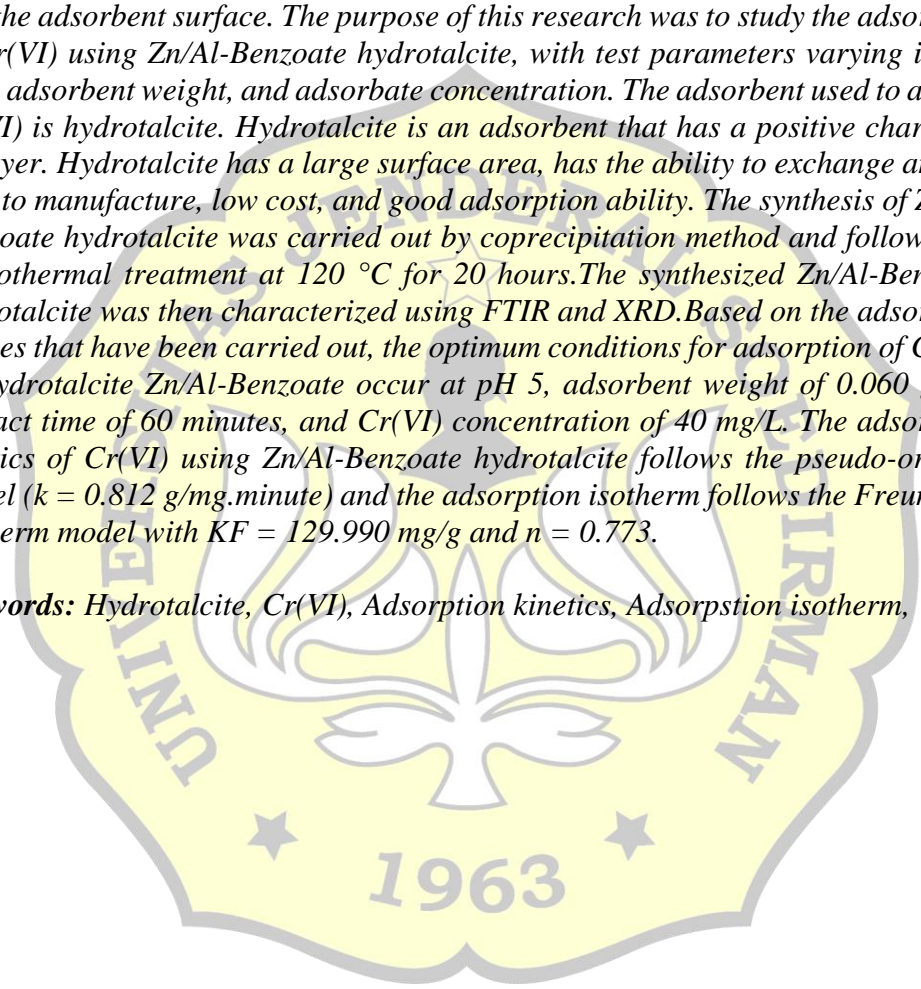 the adsorbent surface. The purpose of this research was to study the adsor
r(VI) using Zn/Al-Benzoate hydrotalcite, with test parameters varying i
adsorbent weight, and adsorbate concentration. The adsorbent used to a
I) is hydrotalcite. Hydrotalcite is an adsorbent that has a positive char
yer. Hydrotalcite has a large surface area, has the ability to exchange a
to manufacture, low cost, and good adsorption ability. The synthesis of Z
oate hydrotalcite was carried out by coprecipitation method and follow
othermal treatment at 120 °C for 20 hours.The synthesized Zn/Al-Ben
otalcite was then characterized using FTIR and XRD.Based on the adsor
es that have been carried out, the optimum conditions for adsorption of C
ydrotalcite Zn/Al-Benzoate occur at pH 5, adsorbent weight of 0.060
act time of 60 minutes, and Cr(VI) concentration of 40 mg/L. The adsor
ics of Cr(VI) using Zn/Al-Benzoate hydrotalcite follows the pseudo-or
el (k = 0.812 g/mg.minute) and the adsorption isotherm follows the Freun
erm model with KF = 129.990 mg/g and n = 0.773.
words: Hydrotalcite, Cr(VI), Adsorption kinetics, Adsorpstion isotherm,
UNIVERSITAS JENDERAL SOEDIRMAN
1963